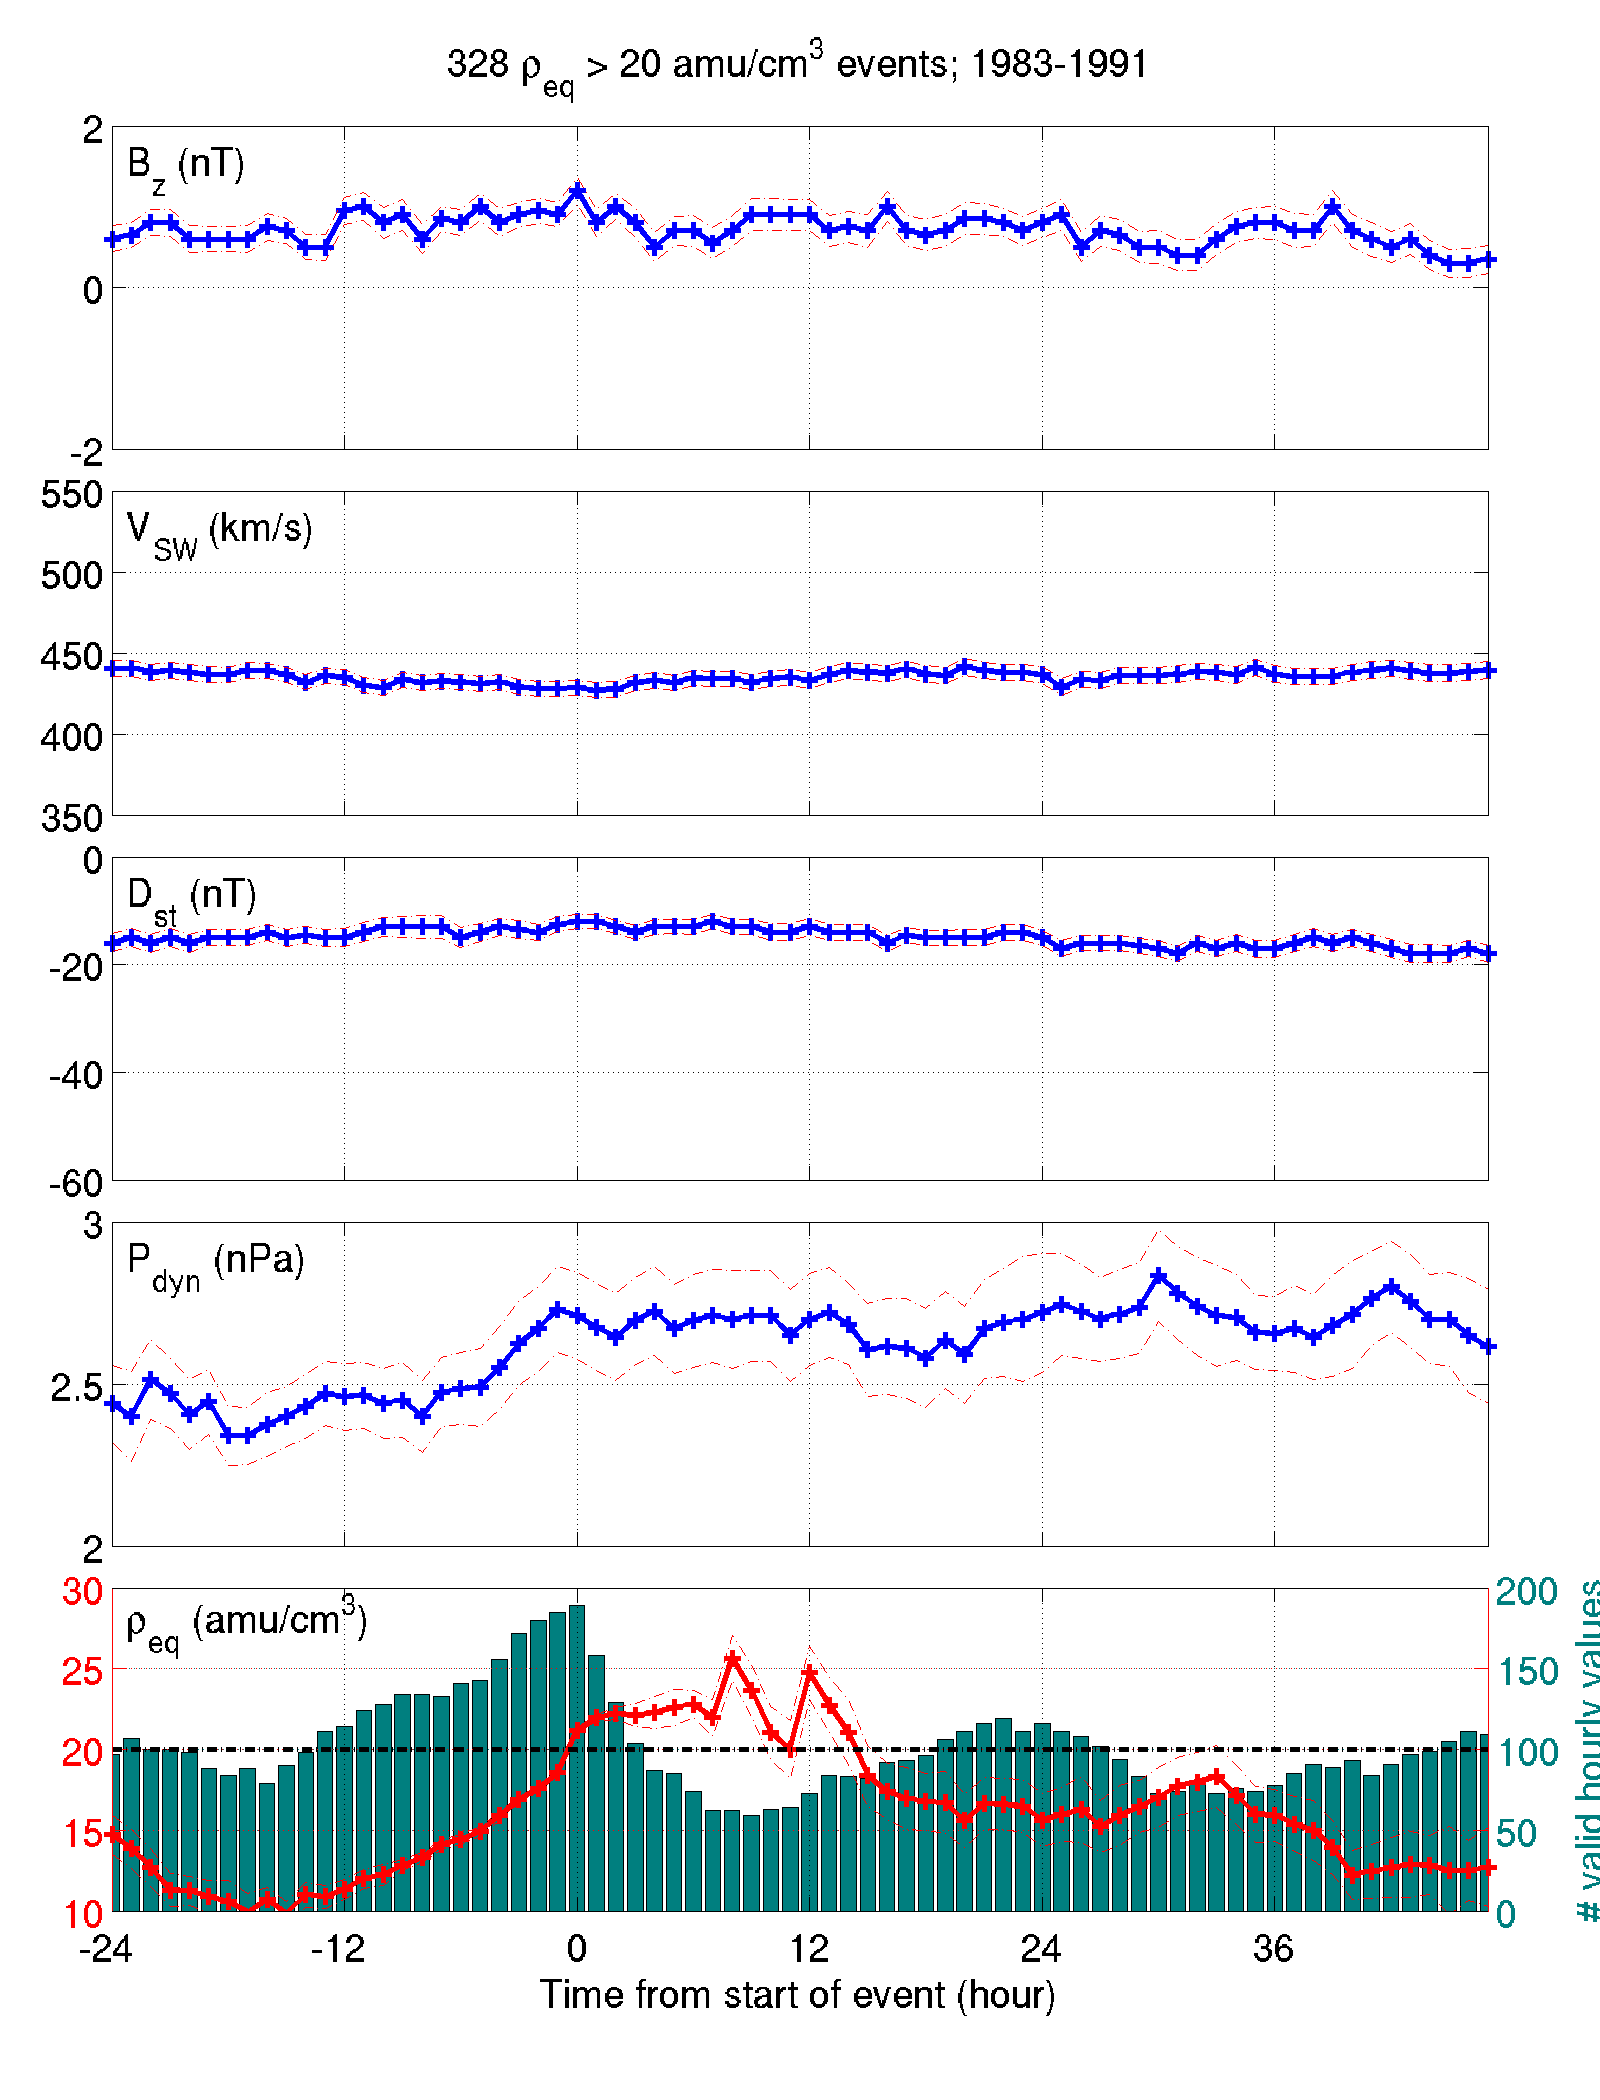 328 ρeq > 20 amu/cm3 events; 1983-1991
2
Bz (nT)
0
-2
550
VSW (km/s)
500
450
400
350
0
Dst (nT)
-20
-40
-60
3
Pdyn (nPa)
2.5
2
30
ρeq (amu/cm3)
25
20
15
10
200
150
100
50
0
# valid hourly values
-24 -12 0 12 24 36
Time from start of event (hour)